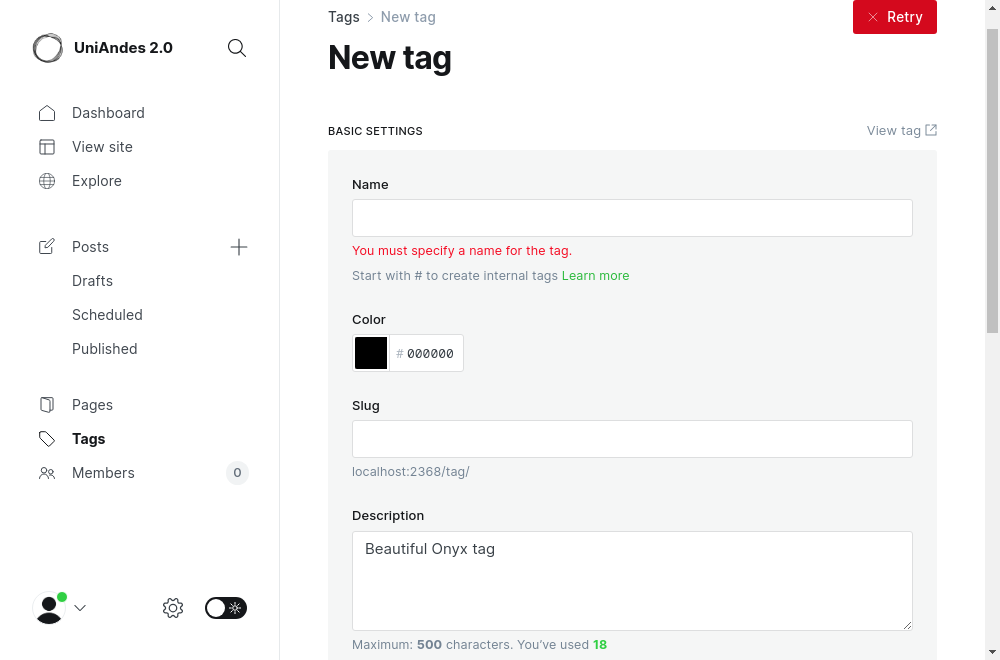 UniAndes 2.0
Dashboard
View site
Explore
Posts
Drafts
Scheduled
Published
Pages
Tags
Members
0
Tags
New tag
Retry
New tag
BASIC SETTINGS
View tag
Name
You must specify a name for the tag.
Start with # to create internal tags Learn more
Color
# 000000
Slug
localhost:2368/tag/
Description
Beautiful Onyx tag
Maximum: 500 characters. You’ve used 18